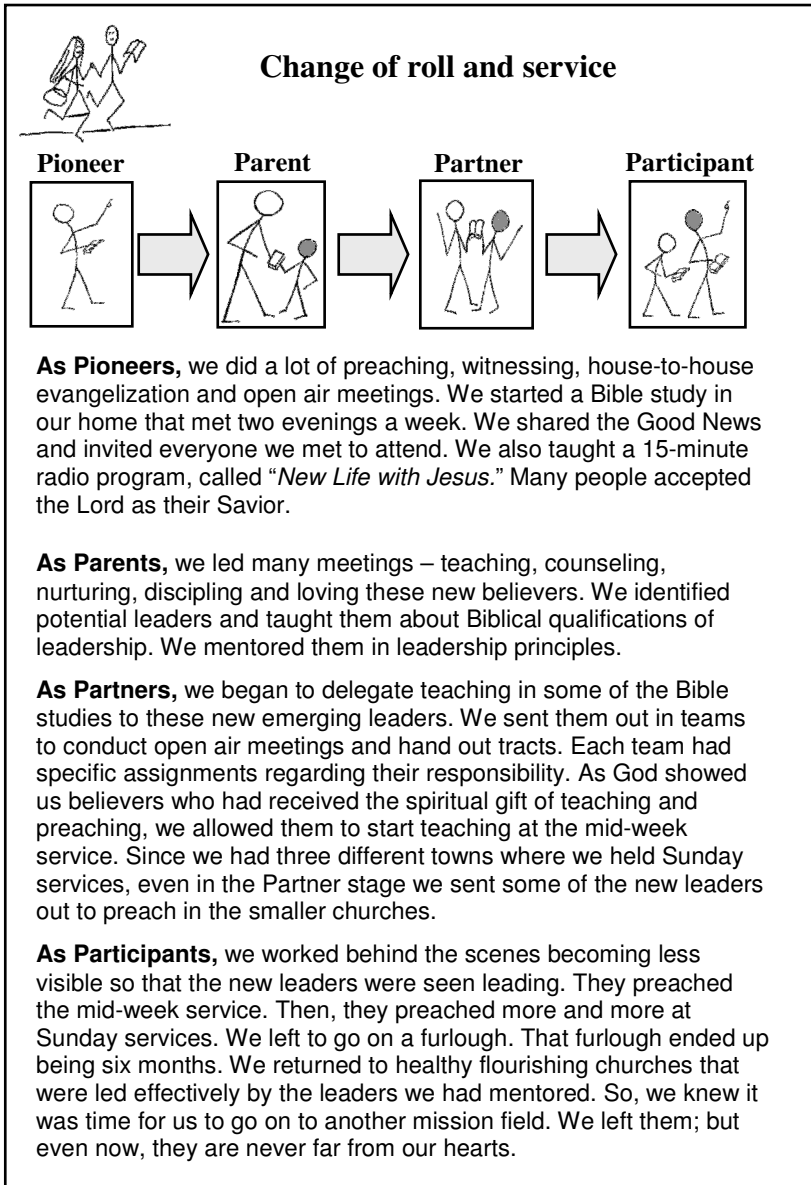 Change of roll and service
Pioneer Parent Partner Participant
As Pioneers, we did a lot of preaching, witnessing, house-to-house
evangelization and open air meetings. We started a Bible study in
our home that met two evenings a week. We shared the Good News
and invited everyone we met to attend. We also taught a 15-minute
radio program, called “New Life with Jesus.” Many people accepted
the Lord as their Savior.
As Parents, we led many meetings – teaching, counseling,
nurturing, discipling and loving these new believers. We identified
potential leaders and taught them about Biblical qualifications of
leadership. We mentored them in leadership principles.
As Partners, we began to delegate teaching in some of the Bible
studies to these new emerging leaders. We sent them out in teams
to conduct open air meetings and hand out tracts. Each team had
specific assignments regarding their responsibility. As God showed
us believers who had received the spiritual gift of teaching and
preaching, we allowed them to start teaching at the mid-week
service. Since we had three different towns where we held Sunday
services, even in the Partner stage we sent some of the new leaders
out to preach in the smaller churches.
As Participants, we worked behind the scenes becoming less
visible so that the new leaders were seen leading. They preached
the mid-week service. Then, they preached more and more at
Sunday services. We left to go on a furlough. That furlough ended up
being six months. We returned to healthy flourishing churches that
were led effectively by the leaders we had mentored. So, we knew it
was time for us to go on to another mission field. We left them; but
even now, they are never far from our hearts.